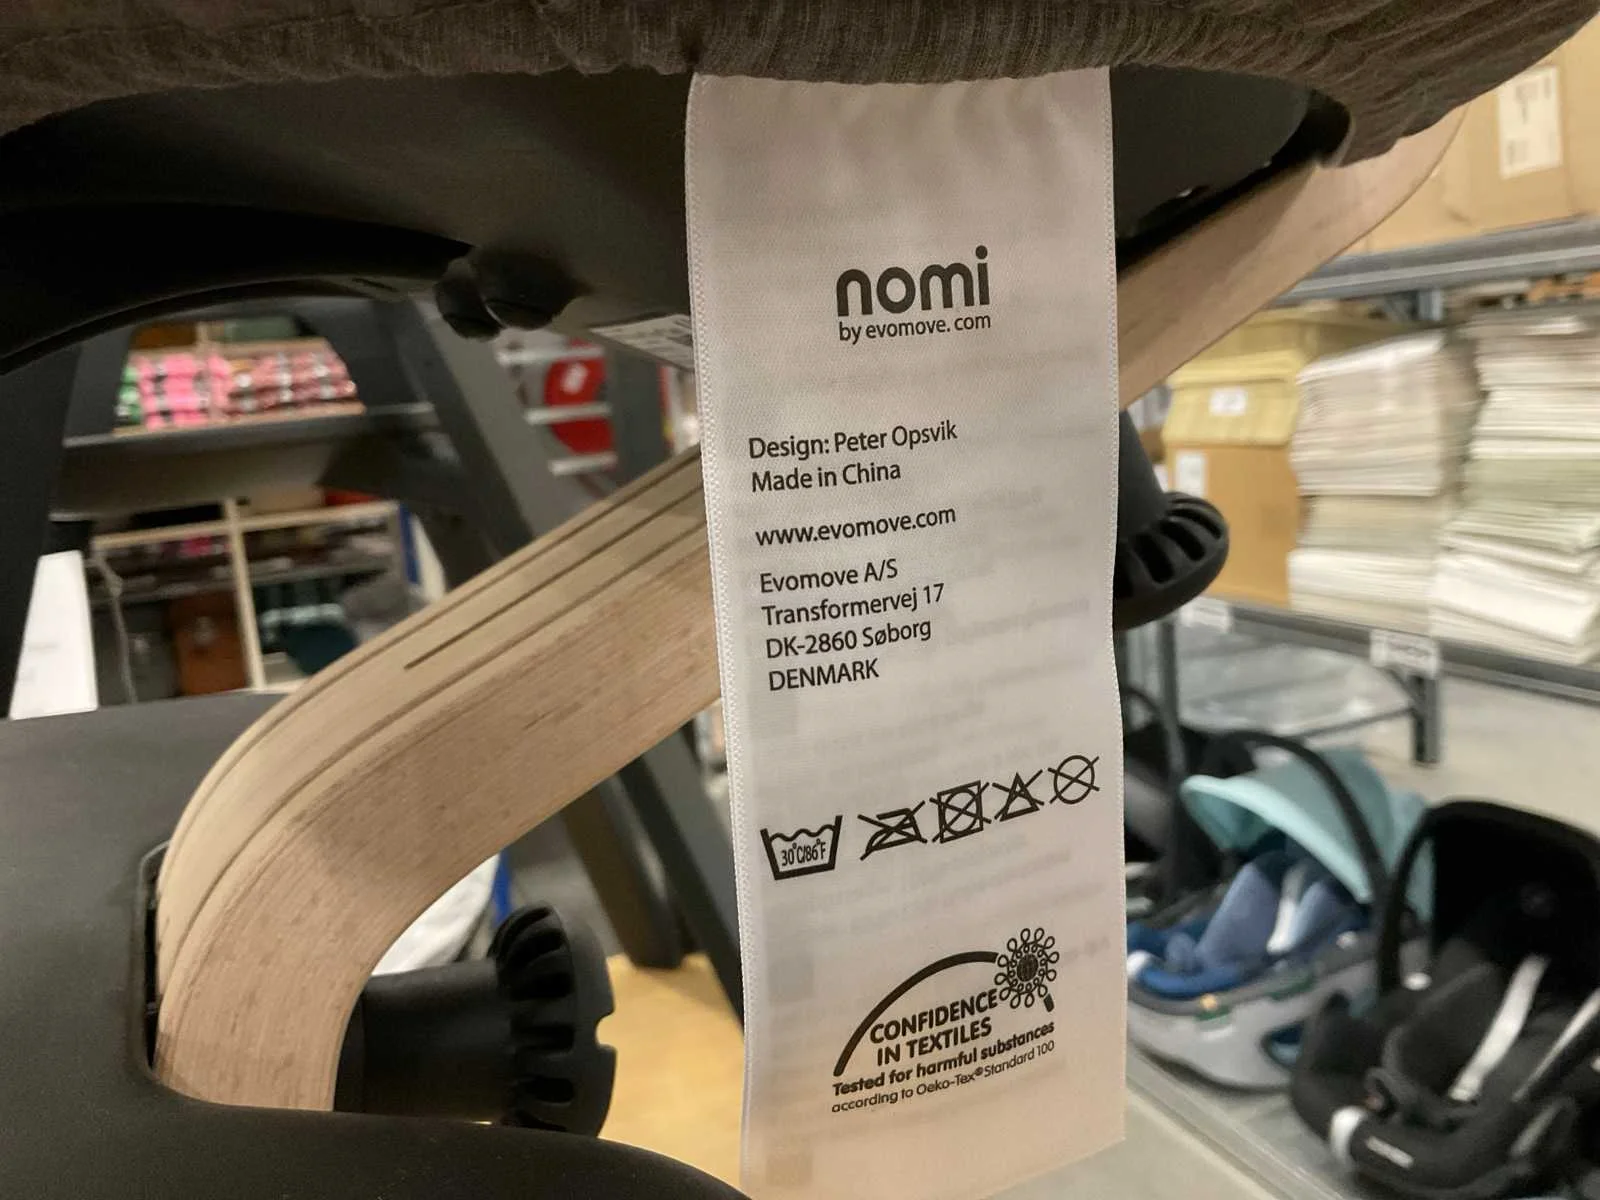 nomi
by evomove.com
Design: Peter Opsvik
Made in China
www.evomove.com
Evomove A/S
Transformervej 17
DK-2860 Søborg
DENMARK
30°C/86°F
CONFIDENCE
IN TEXTILES
Tested for harmful substances
according to Oeko-Tex® Standard 100